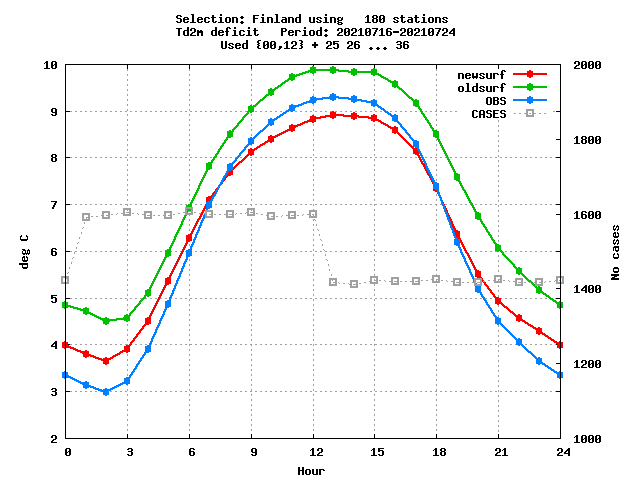 Selection: Finland using   180 stations
Td2m deficit   Period: 20210716-20210724
Used {00,12} + 25 26 ... 36
newsurf
oldsurf
OBS
CASES
deg C
No cases
10
9
8
7
6
5
4
3
2
2000
1800
1600
1400
1200
1000
0 3 6 9 12 15 18 21 24
Hour